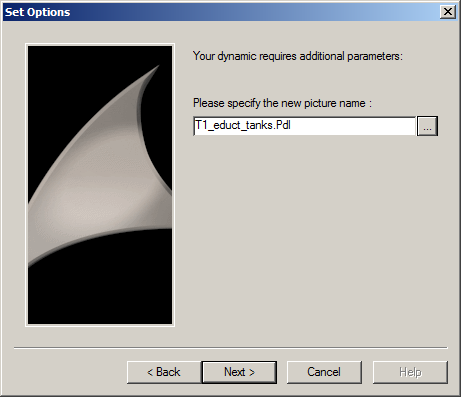 Set Options
Your dynamic requires additional parameters:
Please specify the new picture name :
T1_educt_tanks.Pdl
...
< Back
Next >
Cancel
Help